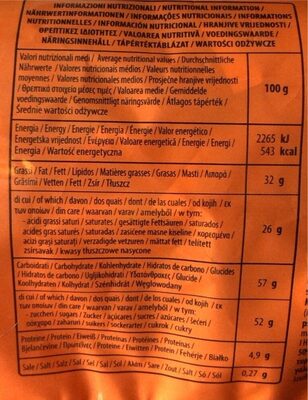 INFORMAZIONI NUTRIZIONALI / NUTRITIONAL INFORMATION /
NÄHRWERTINFORMATIONEN / INFORMAÇÕES NUTRICIONAIS / INFORMATIONS
NUTRITIONNELLES / INFORMACIÓN NUTRICIONAL / HRANJIVE VRIJEDNOSTI /
ΘΡΕΠΤΙΚΕΣ ΙΔΙΟΤΗΤΕΣ / VALOAREA NUTRITIVĂ / VOEDINGSWAARDE /
NÄRINGSINNEHÅLL / TÁPÉRTÉKTÁBLÁZAT / WARTOŚCI ODŻYWCZE
Valori nutrizionali medi / Average nutritional values / Durchschnittliche
Nährwerte / Valores nutricionais médios / Valeurs nutritionnelles
moyennes / Valores nutricionales medios / Prosječne hranjive vrijednosti
/ Θρεπτικά στοιχεία μέσες τιμές / Valoarea medie / Gemiddelde
voedingswaarde / Genomsnittligt näringsvärde / Átlagos tápérték /
Średnie wartości odżywcze
100 g
Energia / Energy / Energie / Energia / Énergie / Valor energético /
Energetska vrijednost / Ενέργεια / Valoare energetică / Energie / Energi /
Energia / Wartość energetyczna
2265 kJ
543 kcal
Grassi / Fat / Fett / Lípidos / Matières grasses / Grasas / Masti / Λιπαρά /
Grăsimi / Vetten / Fett / Zsír / Tłuszcz
32 g
di cui / of which / davon / dos quais / dont / de las cuales / od kojih / εκ
των οποίων / din care / waarvan / varav / amelyből / w tym:
- acidi grassi saturi / saturates / gesättigte Fettsäuren / saturados /
acides gras saturés / saturadas / zasićene masne kiseline / κορεσμένα /
acizi grași saturați / verzadigde vetzuren / mättat fett / telített
zsírsavak / kwasy tłuszczowe nasycone
26 g
Carboidrati / Carbohydrate / Kohlenhydrate / Hidratos de carbono / Glucides
/ Hidratos de carbono / Ugljikohidrati / Υδατάνθρακες / Glucide /
Koolhydraten / Kolhydrat / Szénhidrát / Węglowodany
57 g
di cui / of which / davon / dos quais / dont / de los cuales / od kojih / εκ
των οποίων / din care / waarvan / varav / amelyből / w tym:
- zuccheri / sugars / Zucker / açúcares / sucres / azúcares / šećeri /
σάκχαρα / zaharuri / suikers / sockerarter / cukrok / cukry
52 g
Proteine / Protein / Eiweiß / Proteínas / Protéines / Proteínas /
Bjelančevine / Πρωτεΐνες / Proteine / Eiwitten / Protein / Fehérje / Białko
4,9 g
Sale / Salt / Salz / Sal / Sel / Sal / Sol / Αλάτι / Sare / Zout / Salt / Só / Sól
0,27 g